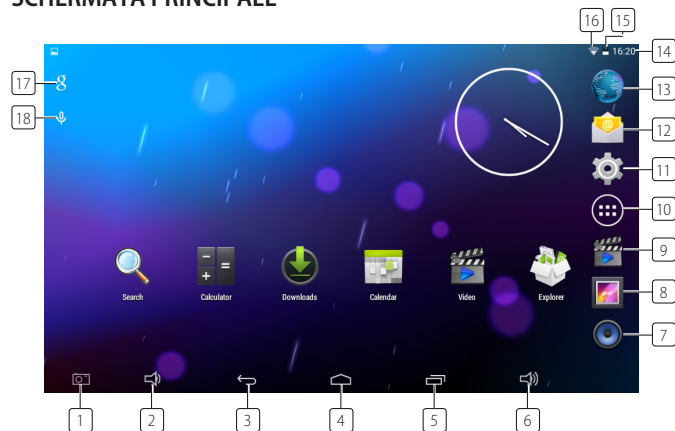 SCHERMATA PRINCIPALE
16
15
16:20
14
17
g
13
18
12
11
10
9
8
7
Search
Calculator
Downloads
Calendar
Video
Explorer
1
2
3
4
5
6